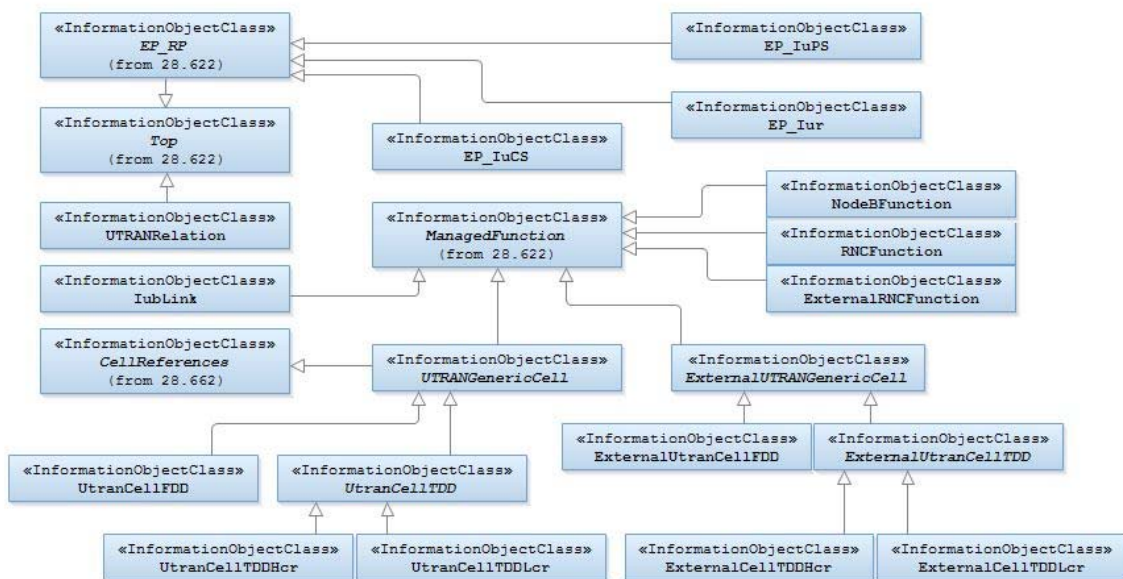 «InformationObjectClass»
EP_RP
(from 28.622)
«InformationObjectClass»
EP_IuPS
«InformationObjectClass»
Top
(from 28.622)
«InformationObjectClass»
EP_Iur
«InformationObjectClass»
EP_IuCS
«InformationObjectClass»
UTRANRelation
«InformationObjectClass»
ManagedFunction
(from 28.622)
«InformationObjectClass»
NodeBFunction
«InformationObjectClass»
RNCFunction
«InformationObjectClass»
ExternalRNCFunction
«InformationObjectClass»
IubLink
«InformationObjectClass»
CellReferences
(from 28.662)
«InformationObjectClass»
UTRANGenericCell
«InformationObjectClass»
ExternalUTRANGenericCell
«InformationObjectClass»
UtranCellFDD
«InformationObjectClass»
UtranCellTDD
«InformationObjectClass»
ExternalUtranCellFDD
«InformationObjectClass»
ExternalUtranCellTDD
«InformationObjectClass»
UtranCellTDDHcr
«InformationObjectClass»
UtranCellTDDLcr
«InformationObjectClass»
ExternalCellTDDHcr
«InformationObjectClass»
ExternalCellTDDLcr